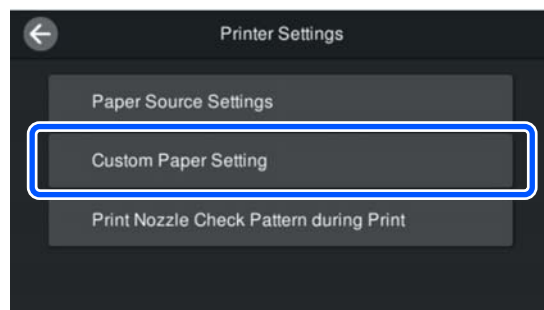 Printer Settings
Paper Source Settings
Custom Paper Setting
Print Nozzle Check Pattern during Print